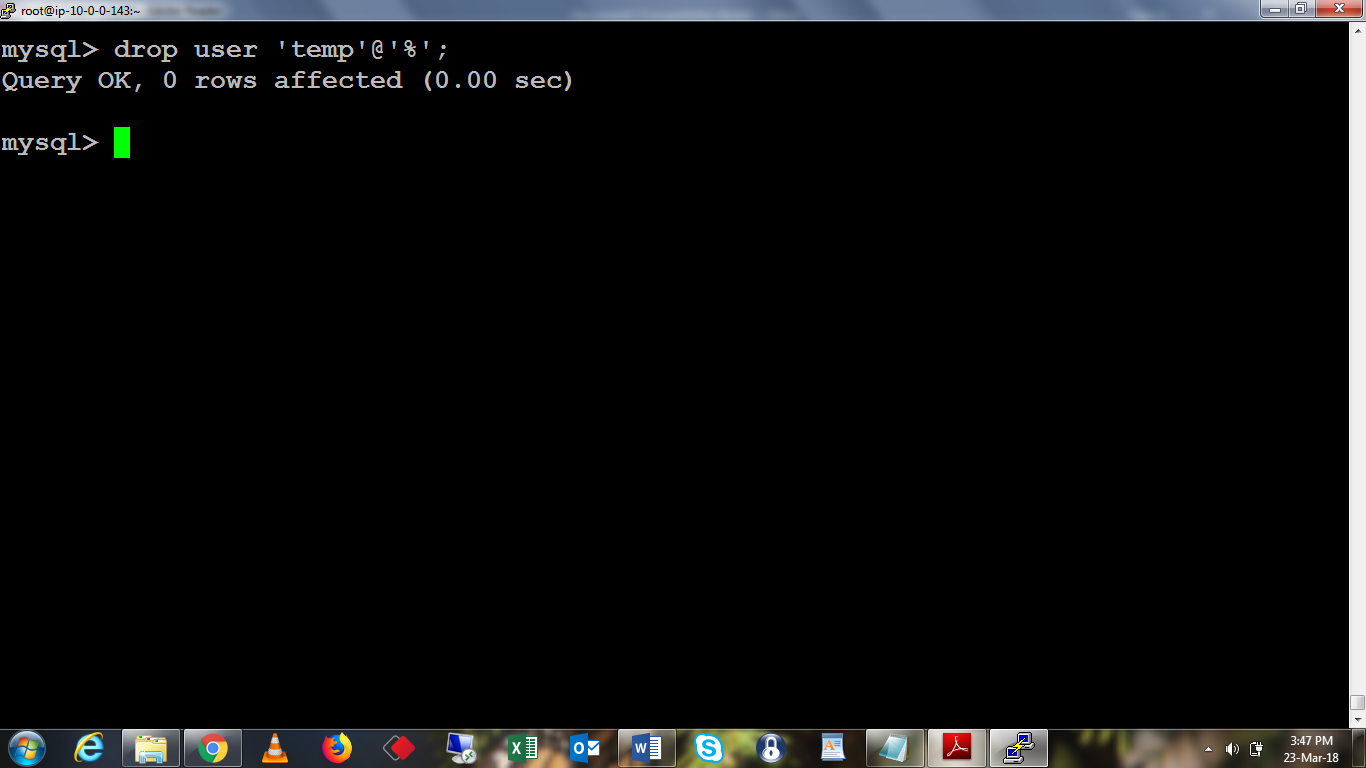 root@ip-10-0-0-143:~
mysql> drop user 'temp'@'%';
Query OK, 0 rows affected (0.00 sec)
mysql>
3:47 PM
23-Mar-18